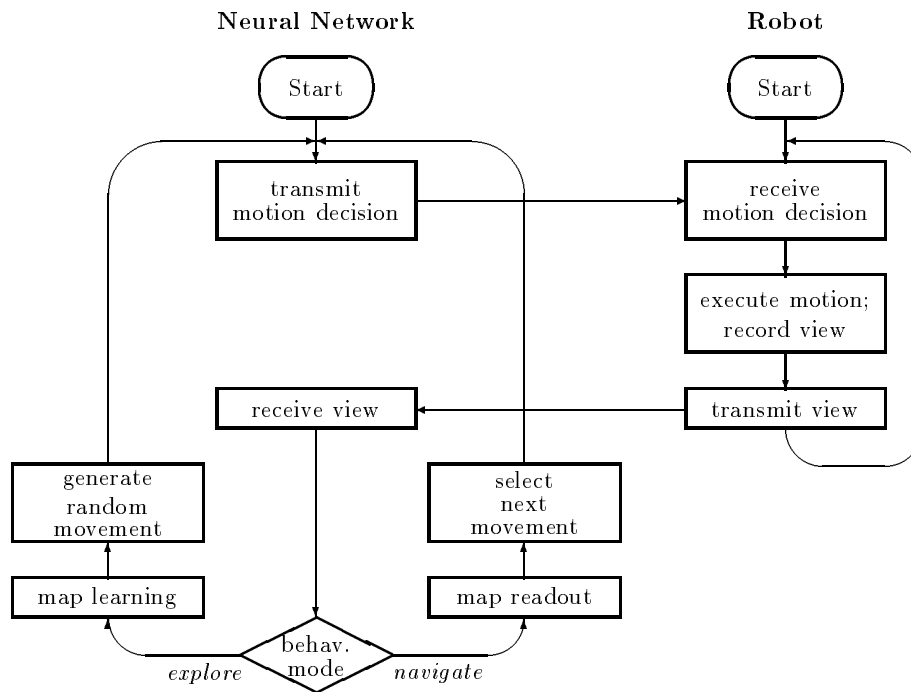 Neural Network
Robot
Start
Start
transmit
motion decision
receive
motion decision
execute motion;
record view
receive view
transmit view
generate
random
movement
select
next
movement
map learning
map readout
behav.
mode
explore
navigate